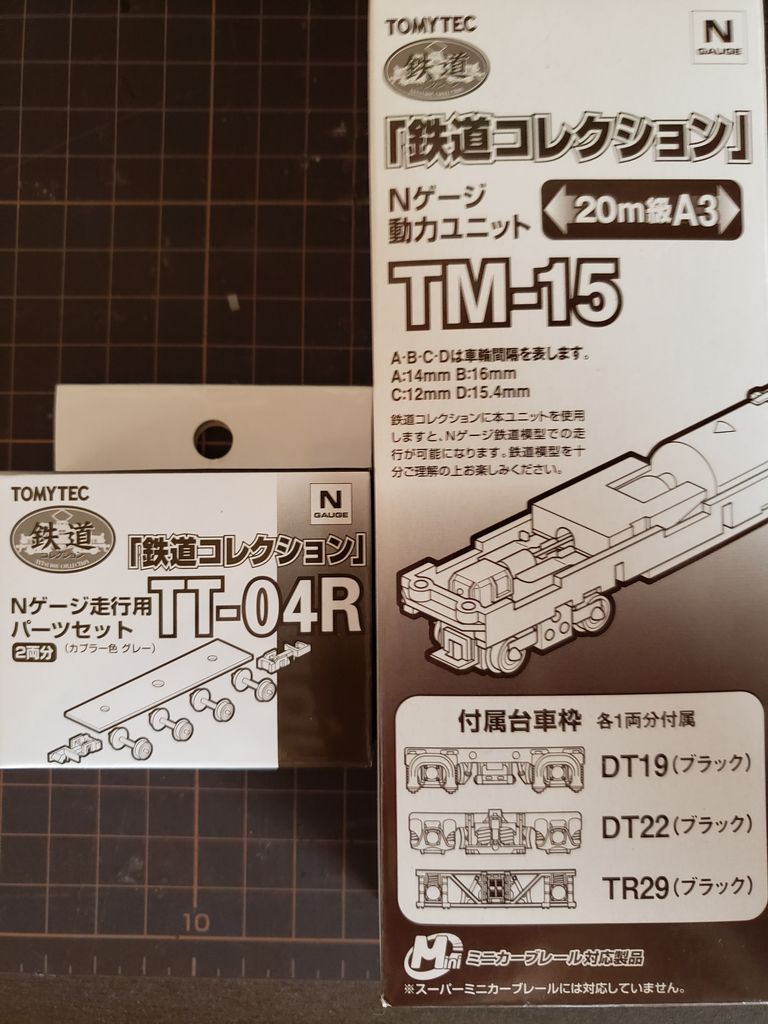 TOMYTEC
鉄道
N
GAUGE
「鉄道コレクション」
Nゲージ
動力ユニット
20m級A3
TM-15
A・B・C・Dは車輪間隔を表します。
A:14mm B:16mm
C:12mm D:15.4mm
鉄道コレクションに本ユニットを使用
しますと、Nゲージ鉄道模型での走
行が可能になります。鉄道模型を十
分ご理解の上お楽しみください。
付属台車枠 各1両分付属
DT19(ブラック)
DT22(ブラック)
TR29(ブラック)
Mini ミニカーブレール対応製品
※スーパーミニカーブレールには対応していません。
TOMYTEC
鉄道
コレクション
N
GAUGE
「鉄道コレクション」
Nゲージ走行用
パーツセット
TT-04R
2両分 (カプラー色 グレー)
10